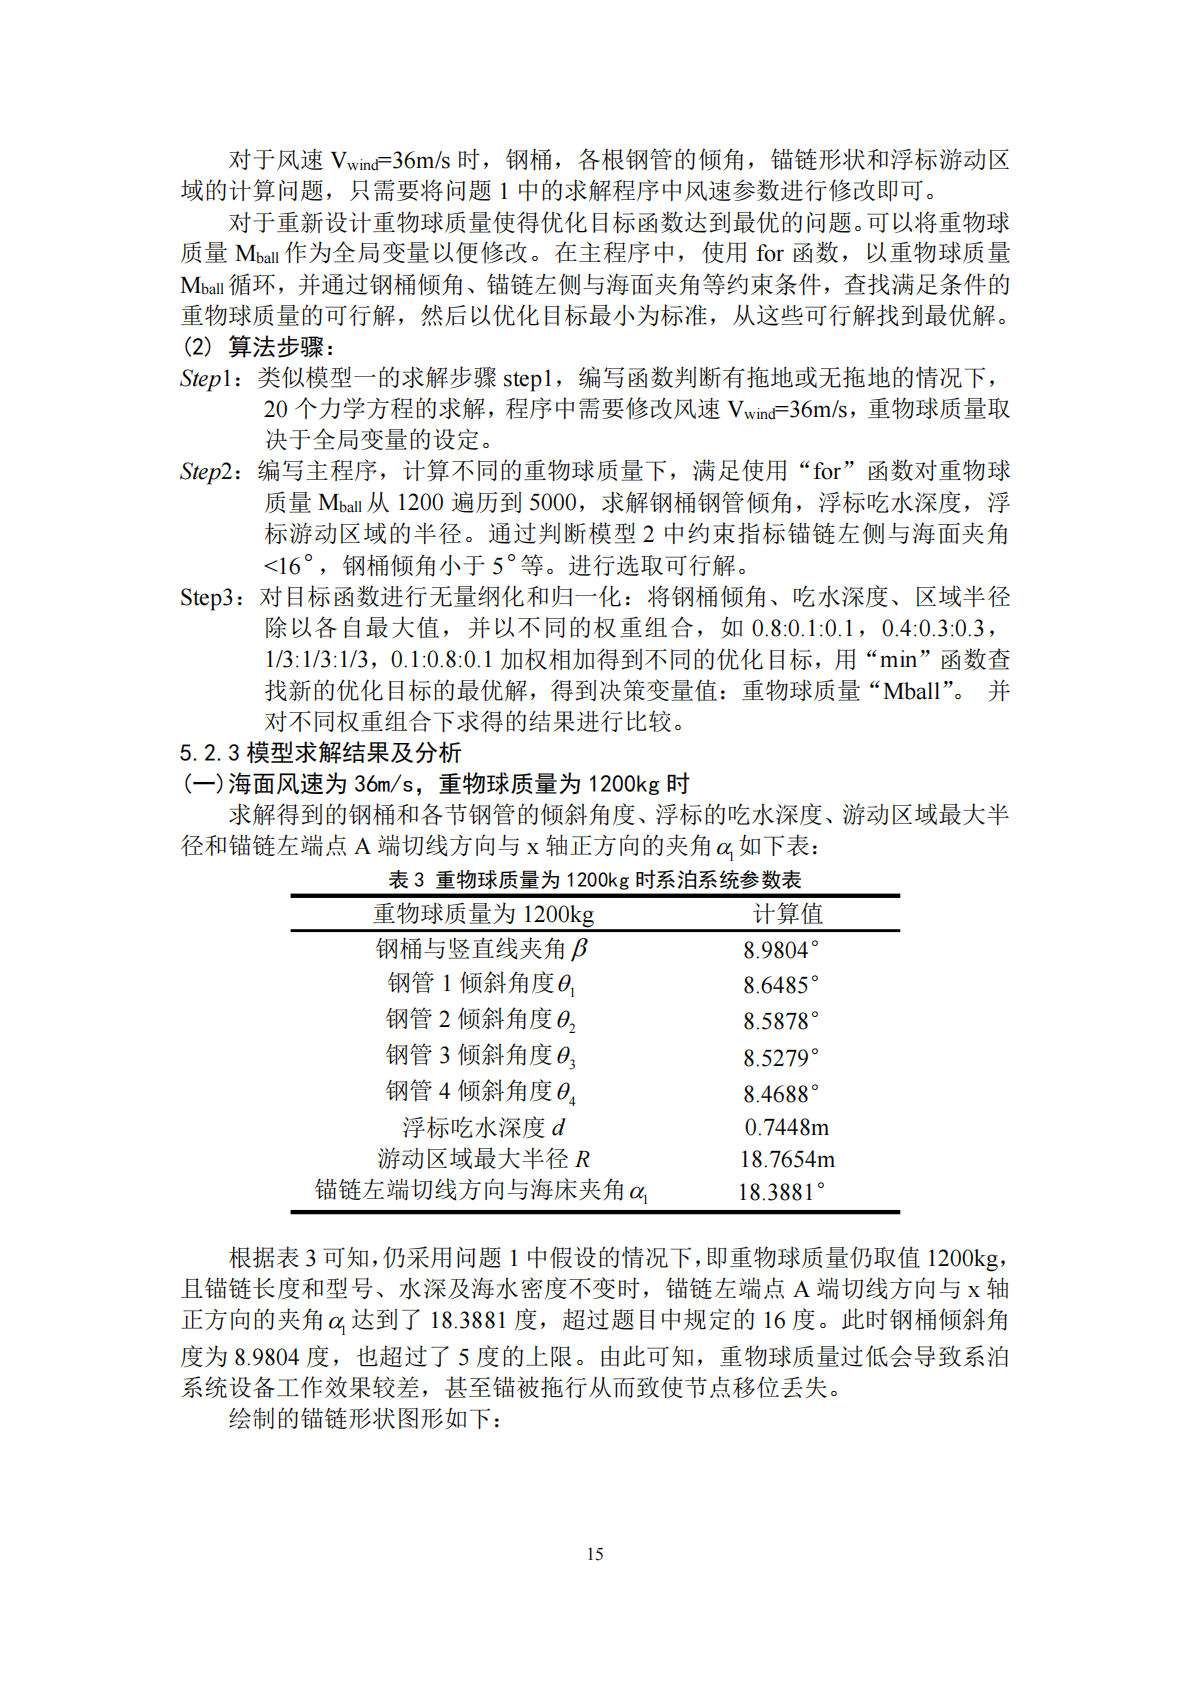 对于风速 Vwind=36m/s 时，钢桶，各根钢管的倾角，锚链形状和浮标游动区
域的计算问题，只需要将问题 1 中的求解程序中风速参数进行修改即可。
对于重新设计重物球质量使得优化目标函数达到最优的问题。可以将重物球
质量 Mball 作为全局变量以便修改。在主程序中，使用 for 函数，以重物球质量
Mball 循环，并通过钢桶倾角、锚链左侧与海面夹角等约束条件，查找满足条件的
重物球质量的可行解，然后以优化目标最小为标准，从这些可行解找到最优解。
(2) 算法步骤：
Step1：类似模型一的求解步骤 step1，编写函数判断有拖地或无拖地的情况下，
20 个力学方程的求解，程序中需要修改风速 Vwind=36m/s，重物球质量取
决于全局变量的设定。
Step2：编写主程序，计算不同的重物球质量下，满足使用“for”函数对重物球
质量 Mball 从 1200 遍历到 5000，求解钢桶钢管倾角，浮标吃水深度，浮
标游动区域的半径。通过判断模型 2 中约束指标锚链左侧与海面夹角
<16°，钢桶倾角小于 5°等。进行选取可行解。
Step3：对目标函数进行无量纲化和归一化：将钢桶倾角、吃水深度、区域半径
除以各自最大值，并以不同的权重组合，如 0.8:0.1:0.1，0.4:0.3:0.3，
1/3:1/3:1/3，0.1:0.8:0.1 加权相加得到不同的优化目标，用“min”函数查
找新的优化目标的最优解，得到决策变量值：重物球质量“Mball”。 并
对不同权重组合下求得的结果进行比较。
5.2.3 模型求解结果及分析
(一)海面风速为 36m/s，重物球质量为 1200kg 时
求解得到的钢桶和各节钢管的倾斜角度、浮标的吃水深度、游动区域最大半
径和锚链左端点 A 端切线方向与 x 轴正方向的夹角 α1 如下表：
表 3 重物球质量为 1200kg 时系泊系统参数表
重物球质量为 1200kg 计算值
钢桶与竖直线夹角 β 8.9804°
钢管 1 倾斜角度 θ1 8.6485°
钢管 2 倾斜角度 θ2 8.5878°
钢管 3 倾斜角度 θ3 8.5279°
钢管 4 倾斜角度 θ4 8.4688°
浮标吃水深度 d 0.7448m
游动区域最大半径 R 18.7654m
锚链左端切线方向与海床夹角 α1 18.3881°
根据表 3 可知，仍采用问题 1 中假设的情况下，即重物球质量仍取值 1200kg，
且锚链长度和型号、水深及海水密度不变时，锚链左端点 A 端切线方向与 x 轴
正方向的夹角 α1 达到了 18.3881 度，超过题目中规定的 16 度。此时钢桶倾斜角
度为 8.9804 度，也超过了 5 度的上限。由此可知，重物球质量过低会导致系泊
系统设备工作效果较差，甚至锚被拖行从而致使节点移位丢失。
绘制的锚链形状图形如下：
15